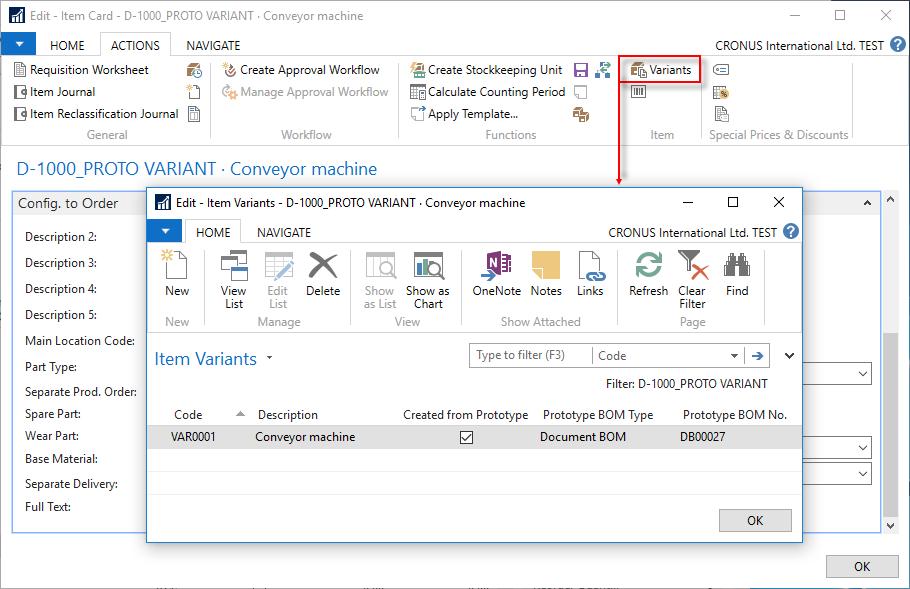 Edit - Item Card - D-1000_PROTO VARIANT · Conveyor machine
HOME ACTIONS NAVIGATE CRONUS International Ltd. TEST ?
Requisition Worksheet Create Approval Workflow Create Stockkeeping Unit Variants
Item Journal Manage Approval Workflow Calculate Counting Period
Item Reclassification Journal Apply Template...
General Workflow Functions Item Special Prices & Discounts
D-1000_PROTO VARIANT · Conveyor machine
Config. to Order
Description 2:
Description 3:
Description 4:
Description 5:
Main Location Code:
Part Type:
Separate Prod. Order:
Spare Part:
Wear Part:
Base Material:
Separate Delivery:
Full Text:
Edit - Item Variants - D-1000_PROTO VARIANT · Conveyor machine
HOME NAVIGATE CRONUS International Ltd. TEST ?
New View List Edit List Delete Show as List Show as Chart OneNote Notes Links Refresh Clear Filter Find
New Manage View Show Attached Page
Item Variants Type to filter (F3) Code
Filter: D-1000_PROTO VARIANT
Code Description Created from Prototype Prototype BOM Type Prototype BOM No.
VAR0001 Conveyor machine Document BOM DB00027
OK
OK